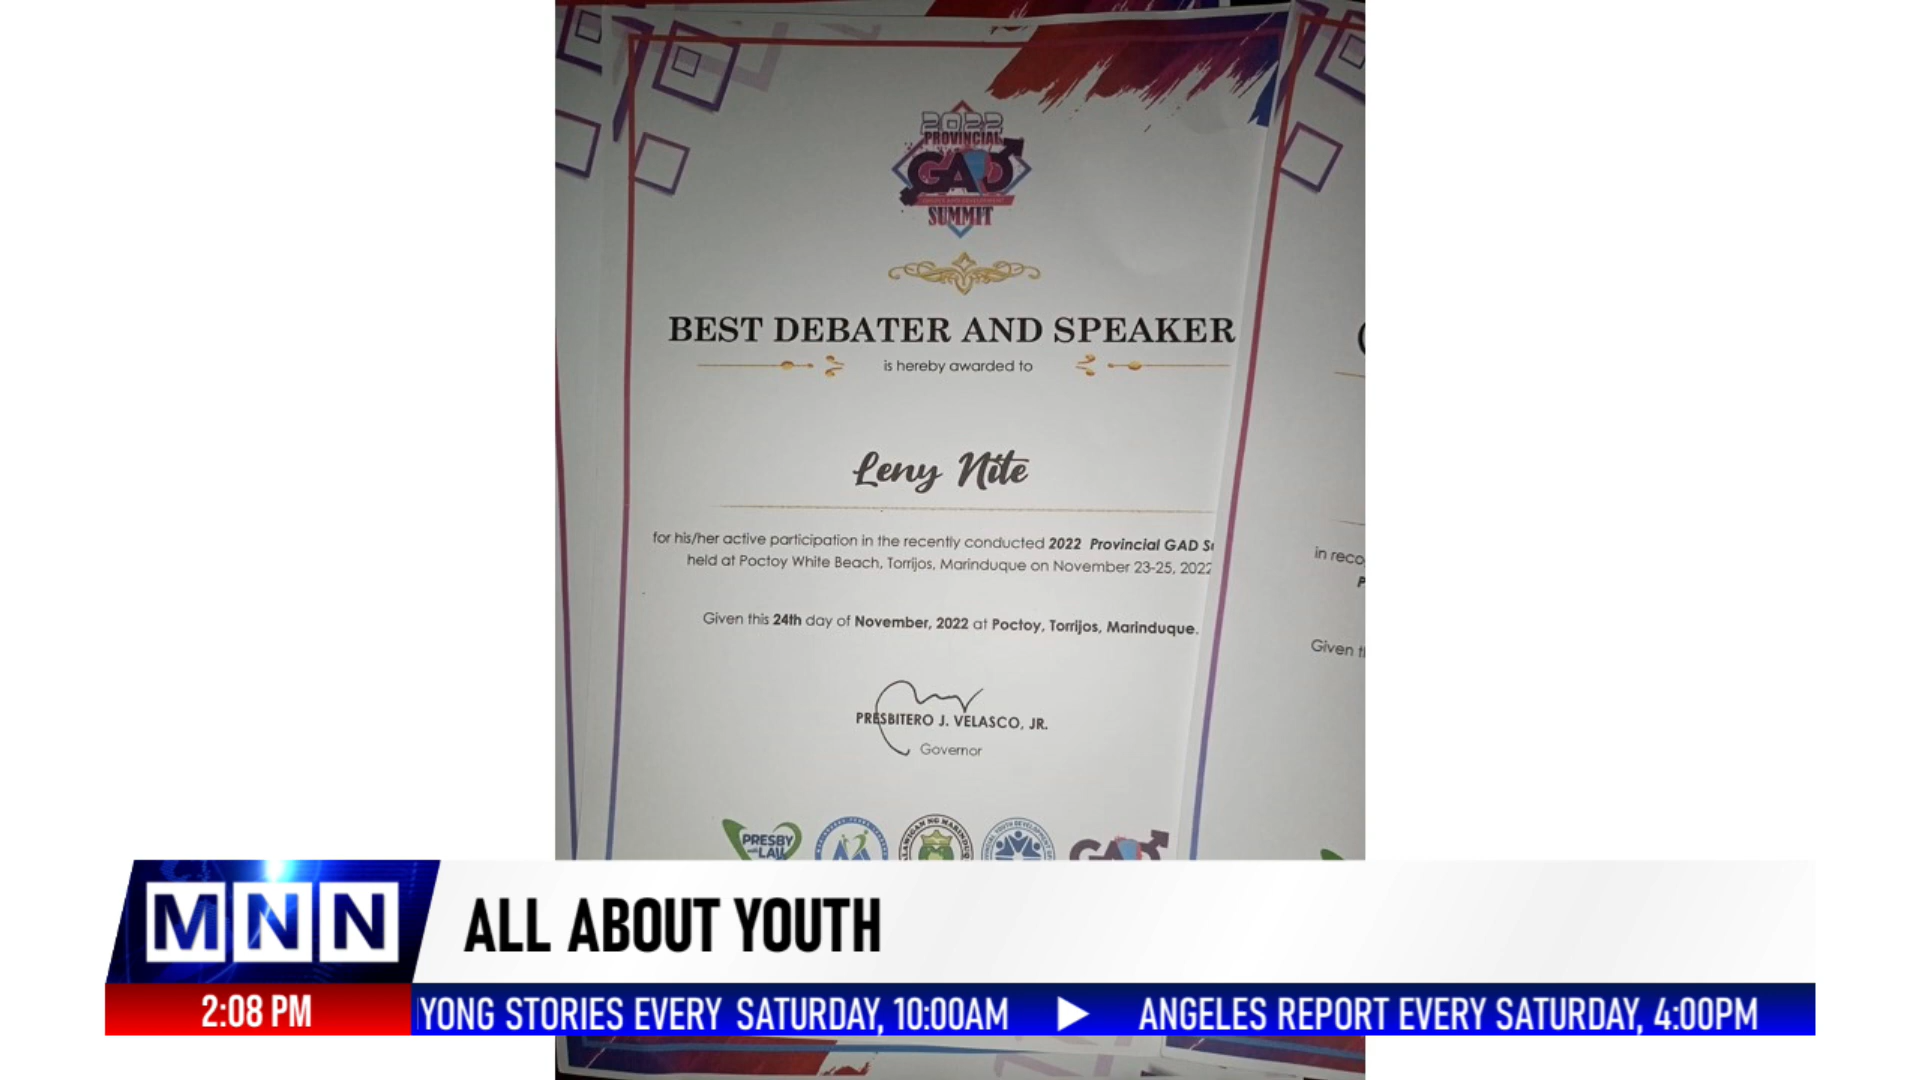 2022
PROVINCIAL
GAD
SUMMIT
BEST DEBATER AND SPEAKER
is hereby awarded to
Leny Nite
for his/her active participation in the recently conducted 2022 Provincial GAD
held at Poctoy White Beach, Torrijos, Marinduque on November 23-25, 2022
in reco
Given this 24th day of November, 2022 at Poctoy, Torrijos, Marinduque.
Given
PRESBITERO J. VELASCO, JR.
Governor
PRESBY
GAD
MNN
ALL ABOUT YOUTH
2:08 PM
YONG STORIES EVERY SATURDAY, 10:00AM
ANGELES REPORT EVERY SATURDAY, 4:00PM